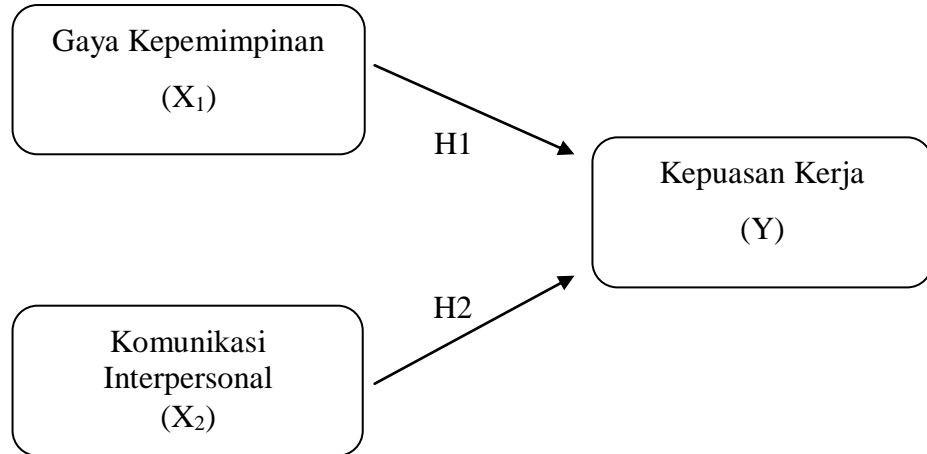 Gaya Kepemimpinan
(X₁)
H1
Kepuasan Kerja
(Y)
H2
Komunikasi
Interpersonal
(X₂)